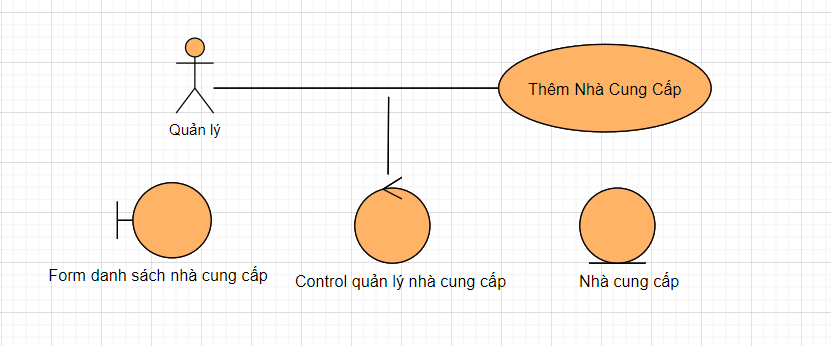 Thêm Nhà Cung Cấp
Quản lý
Form danh sách nhà cung cấp
Control quản lý nhà cung cấp
Nhà cung cấp